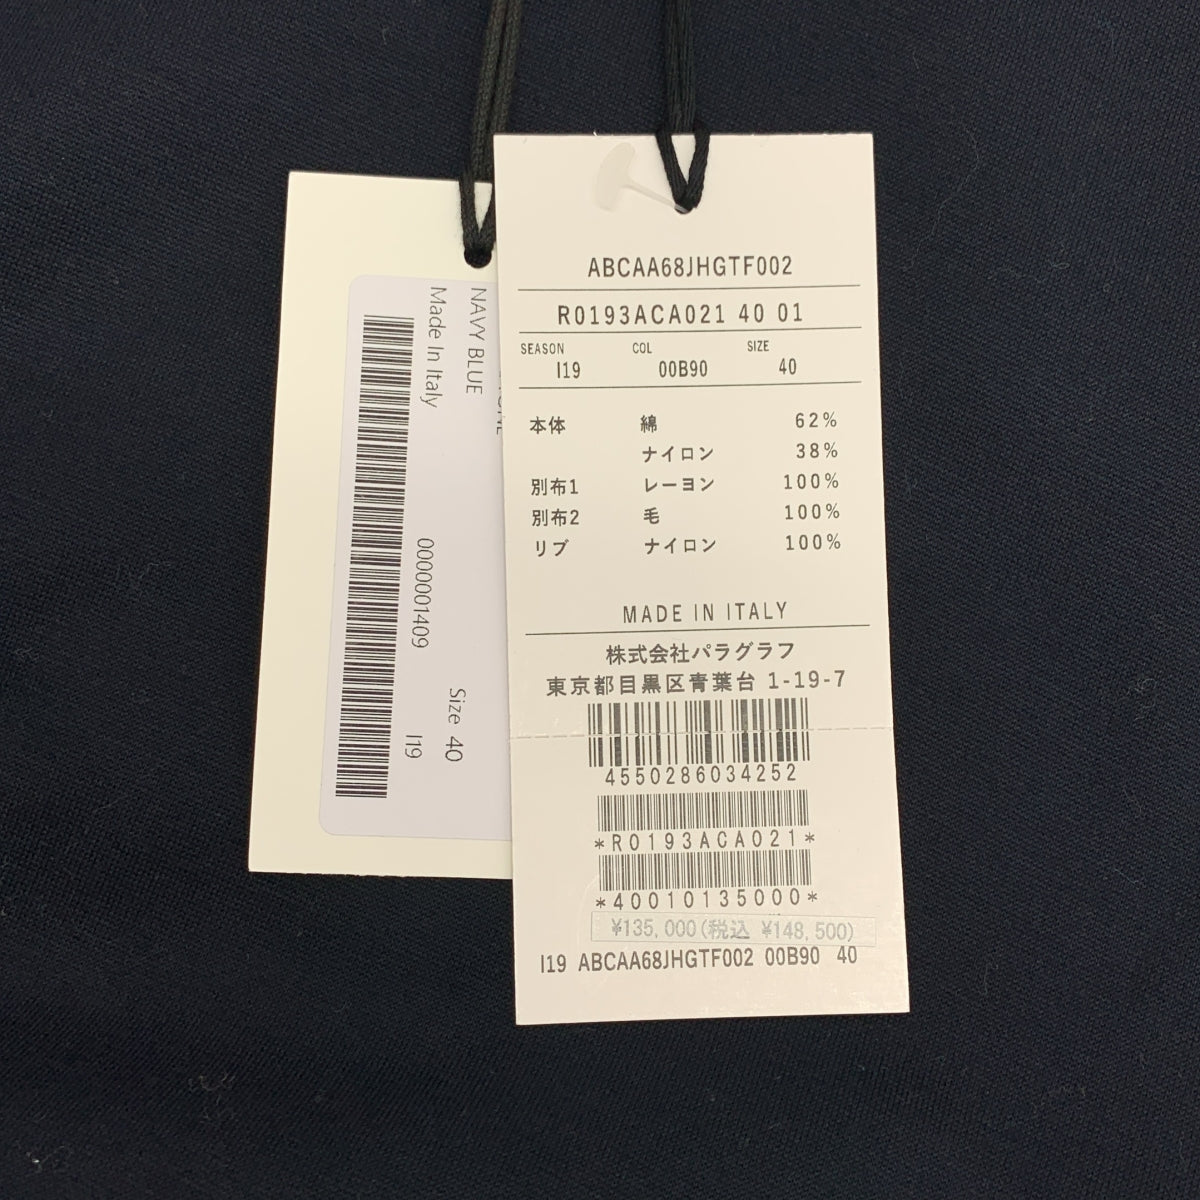 NAVY BLUE
Made In Italy
0000001409
Size 40
I19
ABCAA68JHGTF002
R0193ACA021 40 01
SEASON COL SIZE
I19 00B90 40
本体 綿 62%
ナイロン 38%
別布1 レーヨン 100%
別布2 毛 100%
リブ ナイロン 100%
MADE IN ITALY
株式会社パラグラフ
東京都目黒区青葉台 1-19-7
4550286034252
*R0193ACA021*
*40010135000*
¥135,000(税込 ¥148,500)
I19 ABCAA68JHGTF002 00B90 40